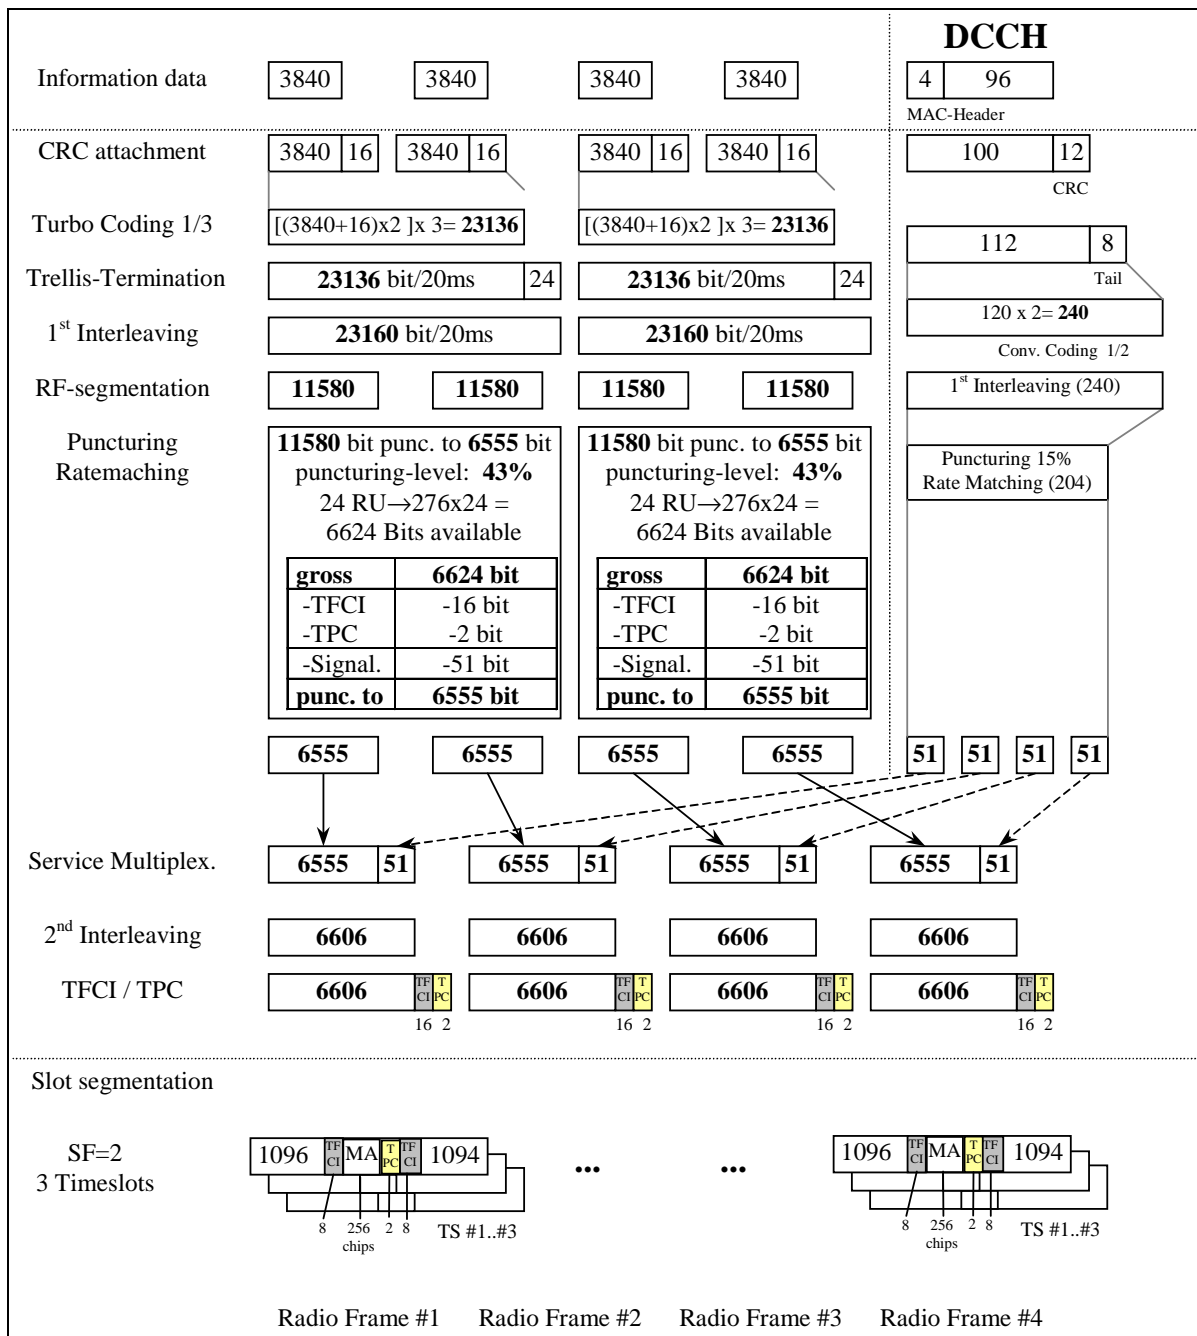 DCCH
Information data 3840 3840 3840 3840 4 96
MAC-Header
CRC attachment 3840 16 3840 16 3840 16 3840 16 100 12
CRC
Turbo Coding 1/3 [(3840+16)x2 ]x 3= 23136 [(3840+16)x2 ]x 3= 23136 112 8
Trellis-Termination 23136 bit/20ms 24 23136 bit/20ms 24 Tail
1st Interleaving 23160 bit/20ms 23160 bit/20ms 120 x 2= 240
Conv. Coding 1/2
RF-segmentation 11580 11580 11580 11580 1st Interleaving (240)
Puncturing 11580 bit punc. to 6555 bit 11580 bit punc. to 6555 bit Puncturing 15%
Ratemaching puncturing-level: 43% puncturing-level: 43% Rate Matching (204)
24 RU→276x24 = 24 RU→276x24 =
6624 Bits available 6624 Bits available
gross 6624 bit gross 6624 bit
-TFCI -16 bit -TFCI -16 bit
-TPC -2 bit -TPC -2 bit
-Signal. -51 bit -Signal. -51 bit
punc. to 6555 bit punc. to 6555 bit
6555 6555 6555 6555 51 51 51 51
Service Multiplex. 6555 51 6555 51 6555 51 6555 51
2nd Interleaving 6606 6606 6606 6606
TFCI / TPC 6606 TF CI T PC 6606 TF CI T PC 6606 TF CI T PC 6606 TF CI T PC
16 2 16 2 16 2 16 2
Slot segmentation
SF=2 1096 TF CI MA T PC TF CI 1094 ... ... 1096 TF CI MA T PC TF CI 1094
3 Timeslots
8 256 2 8 TS #1..#3 8 256 2 8 TS #1..#3
chips chips
Radio Frame #1 Radio Frame #2 Radio Frame #3 Radio Frame #4